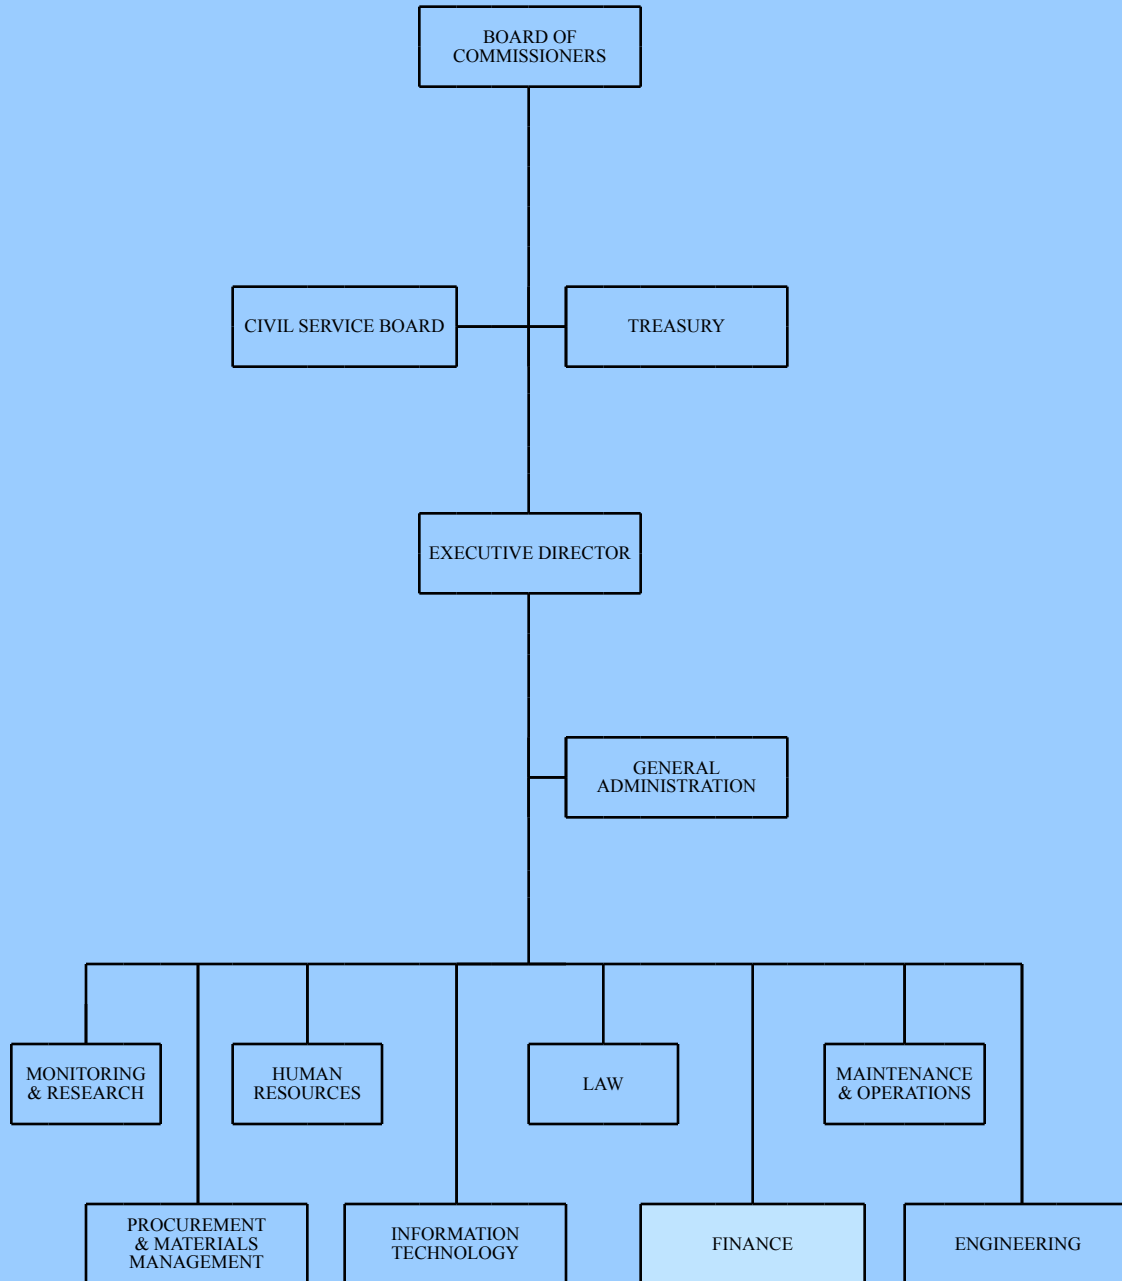 BOARD OF
COMMISSIONERS
CIVIL SERVICE BOARD
TREASURY
EXECUTIVE DIRECTOR
GENERAL
ADMINISTRATION
MONITORING
& RESEARCH
HUMAN
RESOURCES
LAW
MAINTENANCE
& OPERATIONS
PROCUREMENT
& MATERIALS
MANAGEMENT
INFORMATION
TECHNOLOGY
FINANCE
ENGINEERING